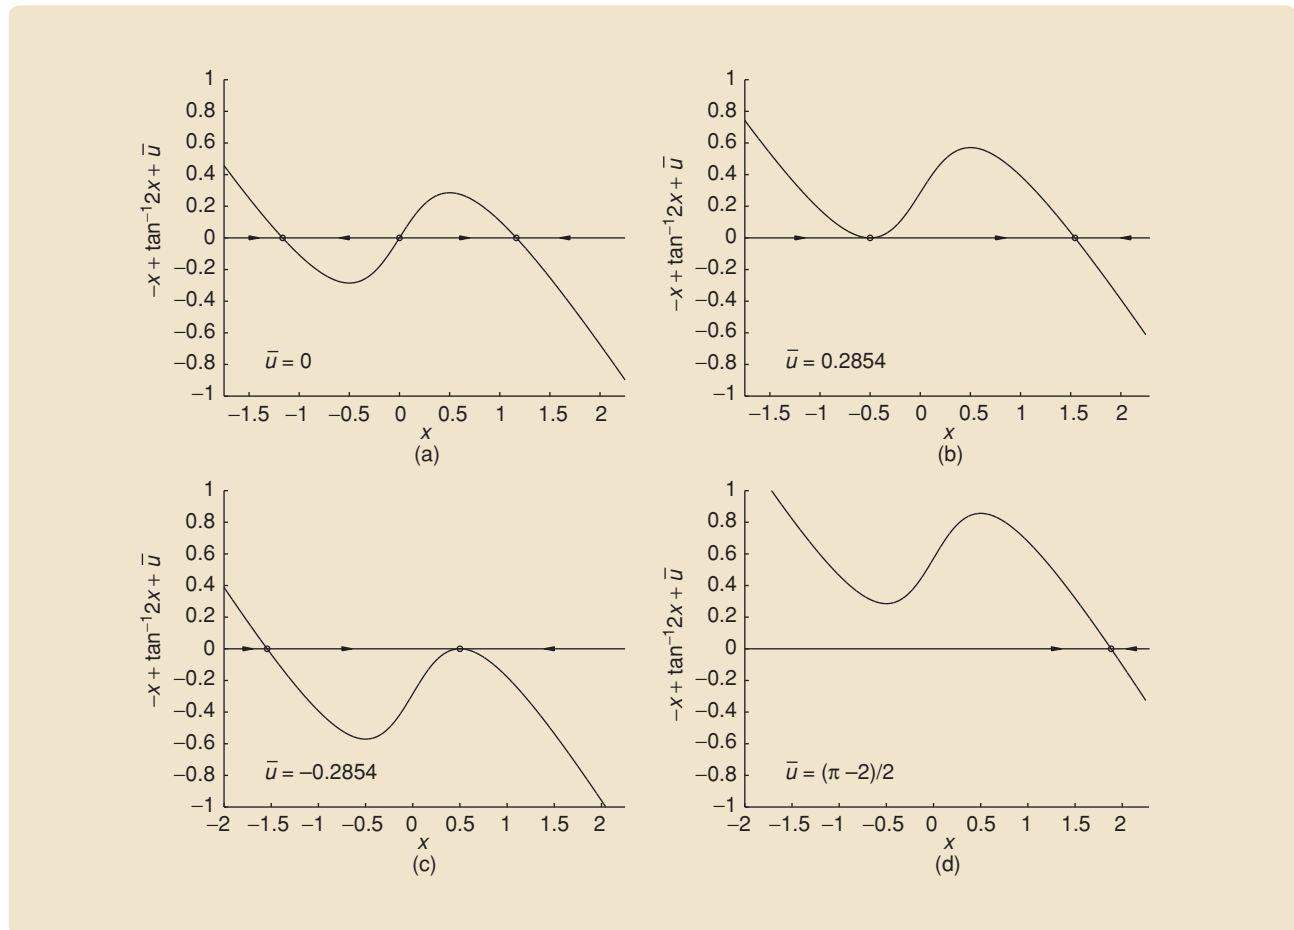 1
0.8
0.6
0.4
0.2
0
−0.2
−0.4
−0.6
−0.8
−1
−x + tan⁻¹2x + u̅
u̅ = 0
−1.5 −1 −0.5 0 0.5 1 1.5 2
x
(a)
1
0.8
0.6
0.4
0.2
0
−0.2
−0.4
−0.6
−0.8
−1
−x + tan⁻¹2x + u̅
u̅ = 0.2854
−1.5 −1 −0.5 0 0.5 1 1.5 2
x
(b)
1
0.8
0.6
0.4
0.2
0
−0.2
−0.4
−0.6
−0.8
−1
−x + tan⁻¹2x + u̅
u̅ = −0.2854
−2 −1.5 −1 −0.5 0 0.5 1 1.5 2
x
(c)
1
0.8
0.6
0.4
0.2
0
−0.2
−0.4
−0.6
−0.8
−1
−x + tan⁻¹2x + u̅
u̅ = (π −2)/2
−2 −1.5 −1 −0.5 0 0.5 1 1.5 2
x
(d)